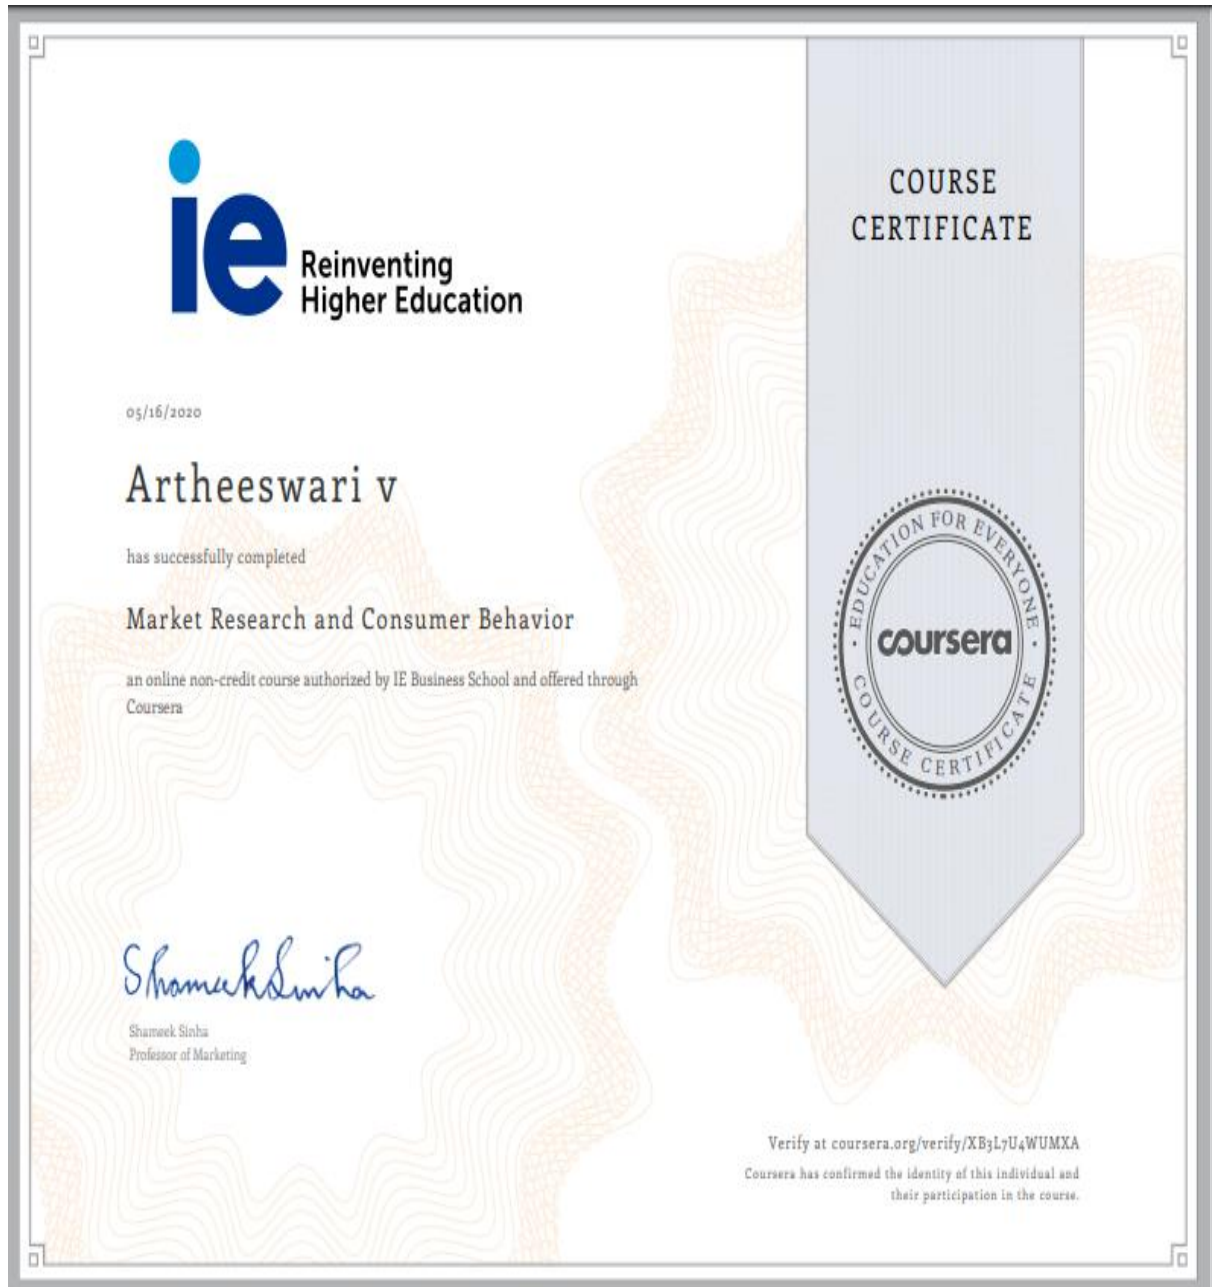 ie Reinventing
Higher Education
COURSE
CERTIFICATE
05/16/2020
Artheeswari v
has successfully completed
Market Research and Consumer Behavior
an online non-credit course authorized by IE Business School and offered through
Coursera
EDUCATION FOR EVERYONE
coursera
COURSE CERTIFICATE
Shameek Sinha
Shameek Sinha
Professor of Marketing
Verify at coursera.org/verify/XB3L7U4WUMXA
Coursera has confirmed the identity of this individual and
their participation in the course.